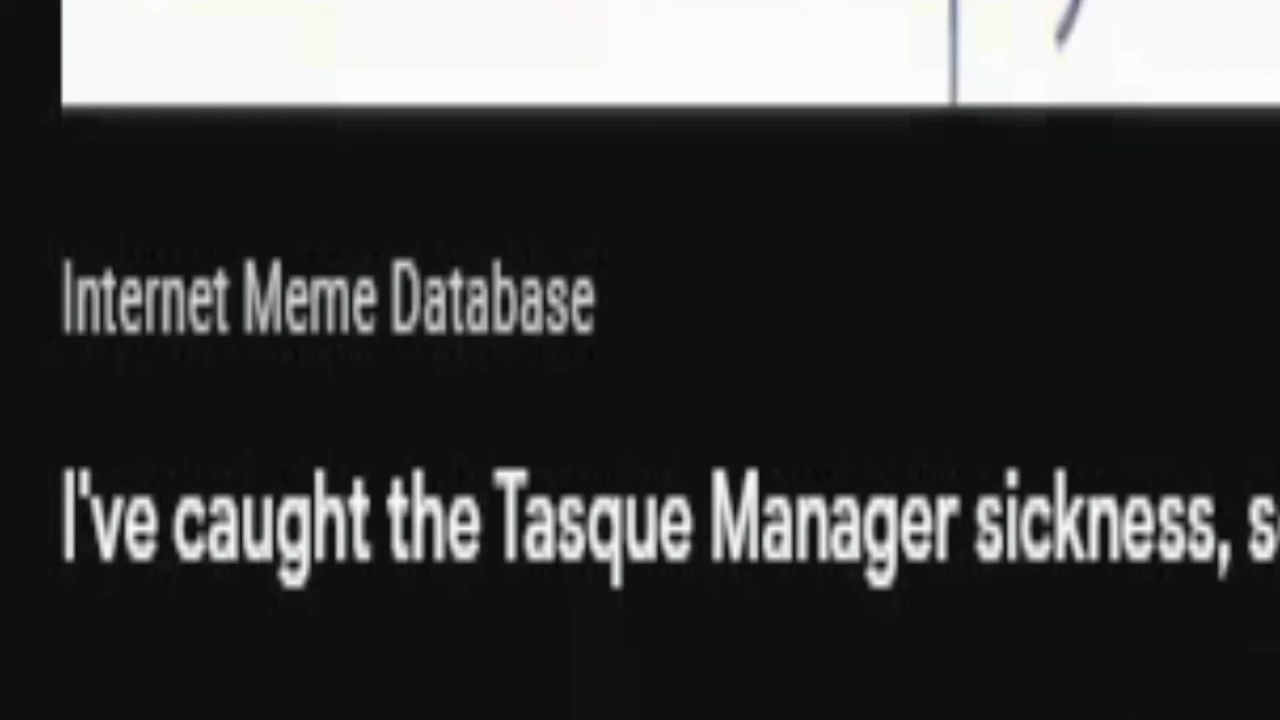 Internet Meme Database
I've caught the Tasque Manager sickness,